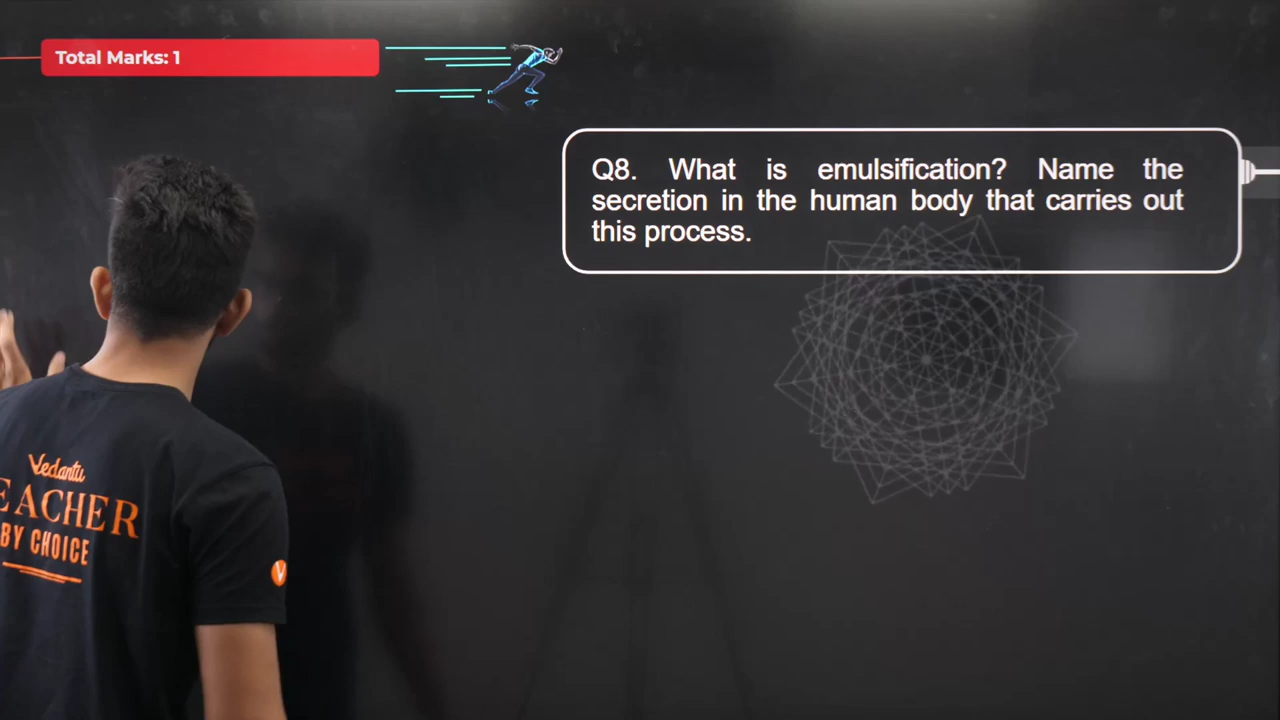 Total Marks: 1
Q8. What is emulsification? Name the
secretion in the human body that carries out
this process.
Vedantu
EACHER
BY CHOICE
V